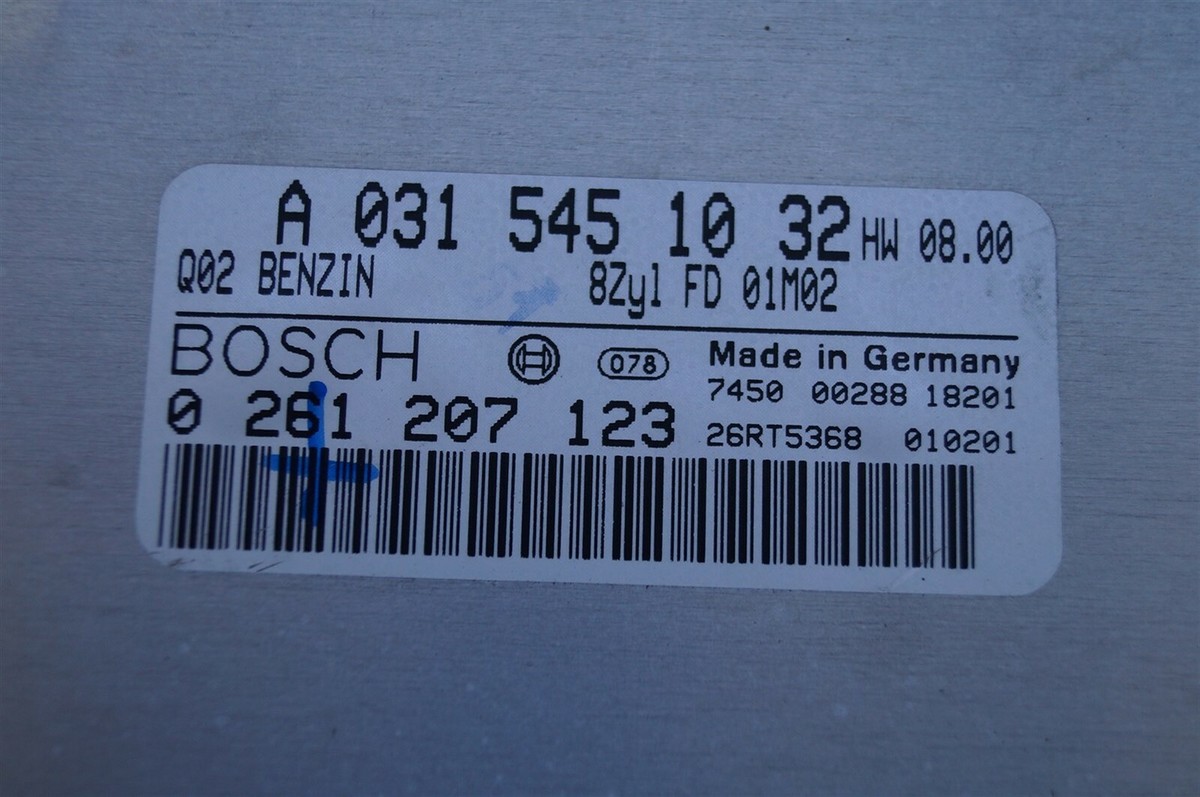 A 031 545 10 32 HW 08.00
Q02 BENZIN 8Zyl FD 01M02
BOSCH 078 Made in Germany
7450 00288 18201
0 261 207 123
26RT5368 010201